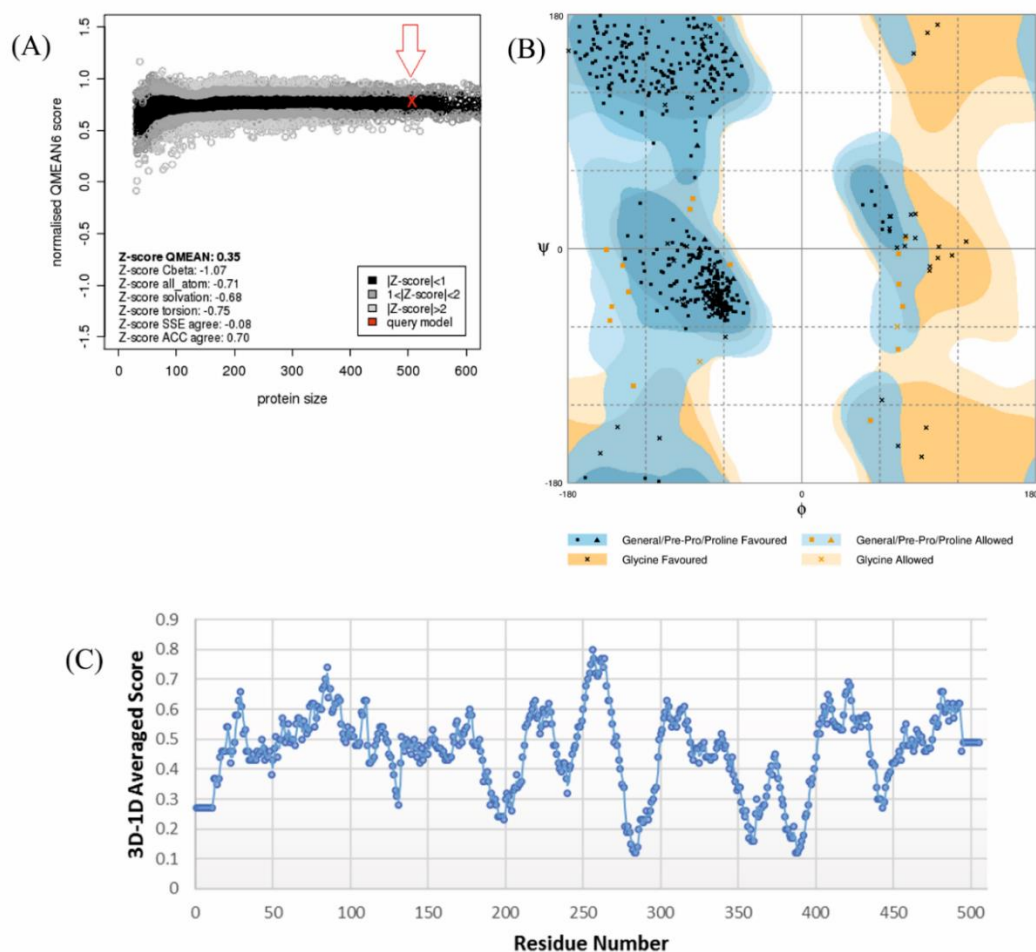 (A)
normalised QMEAN6 score
1.5
1.0
0.5
0.0
-0.5
-1.0
-1.5
X
Z-score QMEAN: 0.35
Z-score Cbeta: -1.07
Z-score all_atom: -0.71
Z-score solvation: -0.68
Z-score torsion: -0.75
Z-score SSE agree: -0.08
Z-score ACC agree: 0.70
|Z-score|<1
1<|Z-score|<2
|Z-score|>2
query model
0 100 200 300 400 500 600
protein size
(B)
180
Ψ
0
-180
-180 0 180
ϕ
General/Pre-Pro/Proline Favoured
General/Pre-Pro/Proline Allowed
Glycine Favoured
Glycine Allowed
(C)
3D-1D Averaged Score
0.9
0.8
0.7
0.6
0.5
0.4
0.3
0.2
0.1
0
0 50 100 150 200 250 300 350 400 450 500
Residue Number